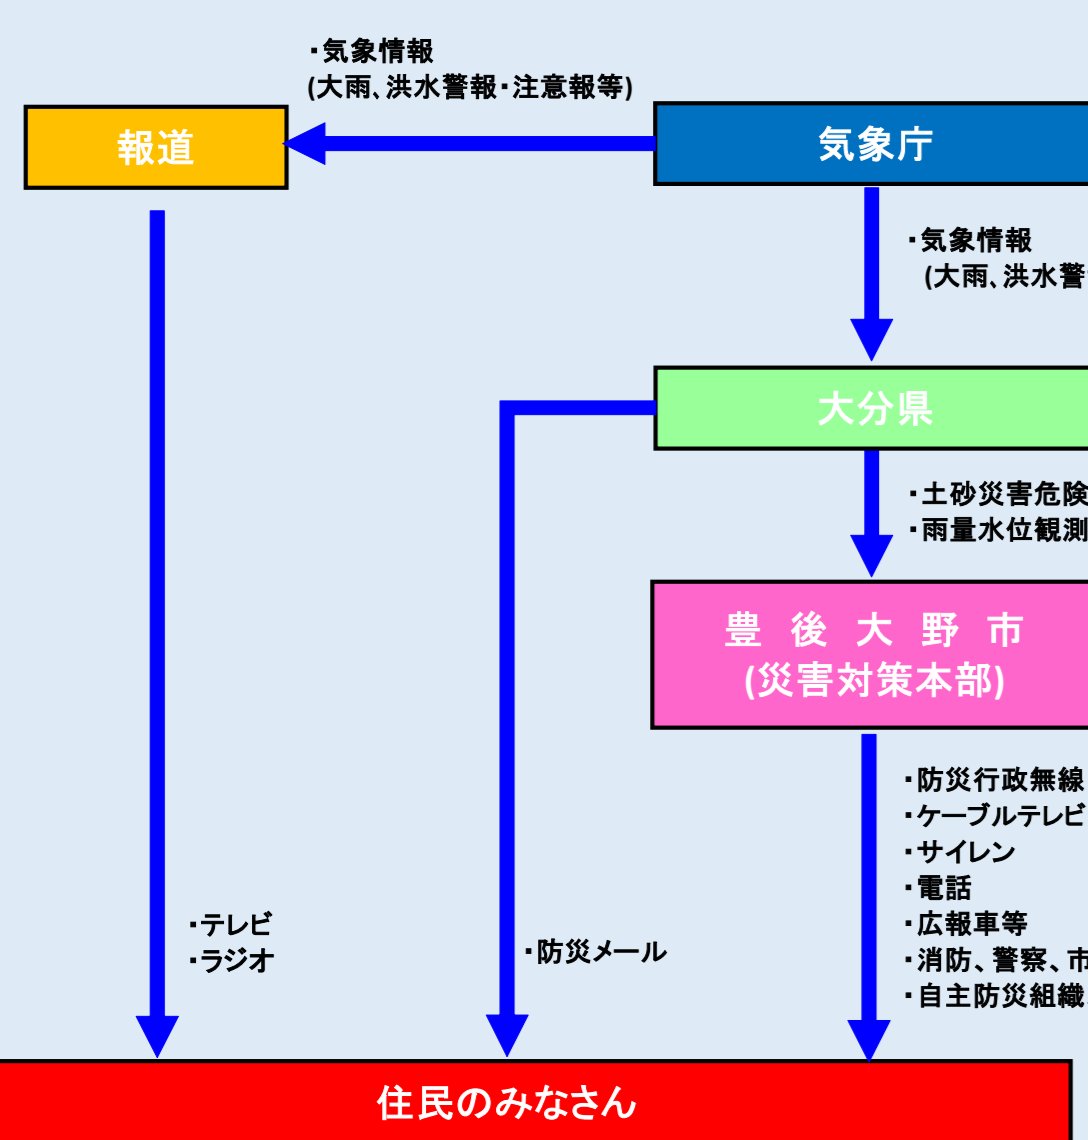 ・気象情報
(大雨、洪水警報・注意報等)
報道
気象庁
・気象情報
(大雨、洪水警
大分県
・土砂災害危険
・雨量水位観測
豊後大野市
(災害対策本部)
・防災行政無線
・ケーブルテレビ
・サイレン
・電話
・広報車等
・消防、警察、市
・自主防災組織
・テレビ
・ラジオ
・防災メール
住民のみなさん